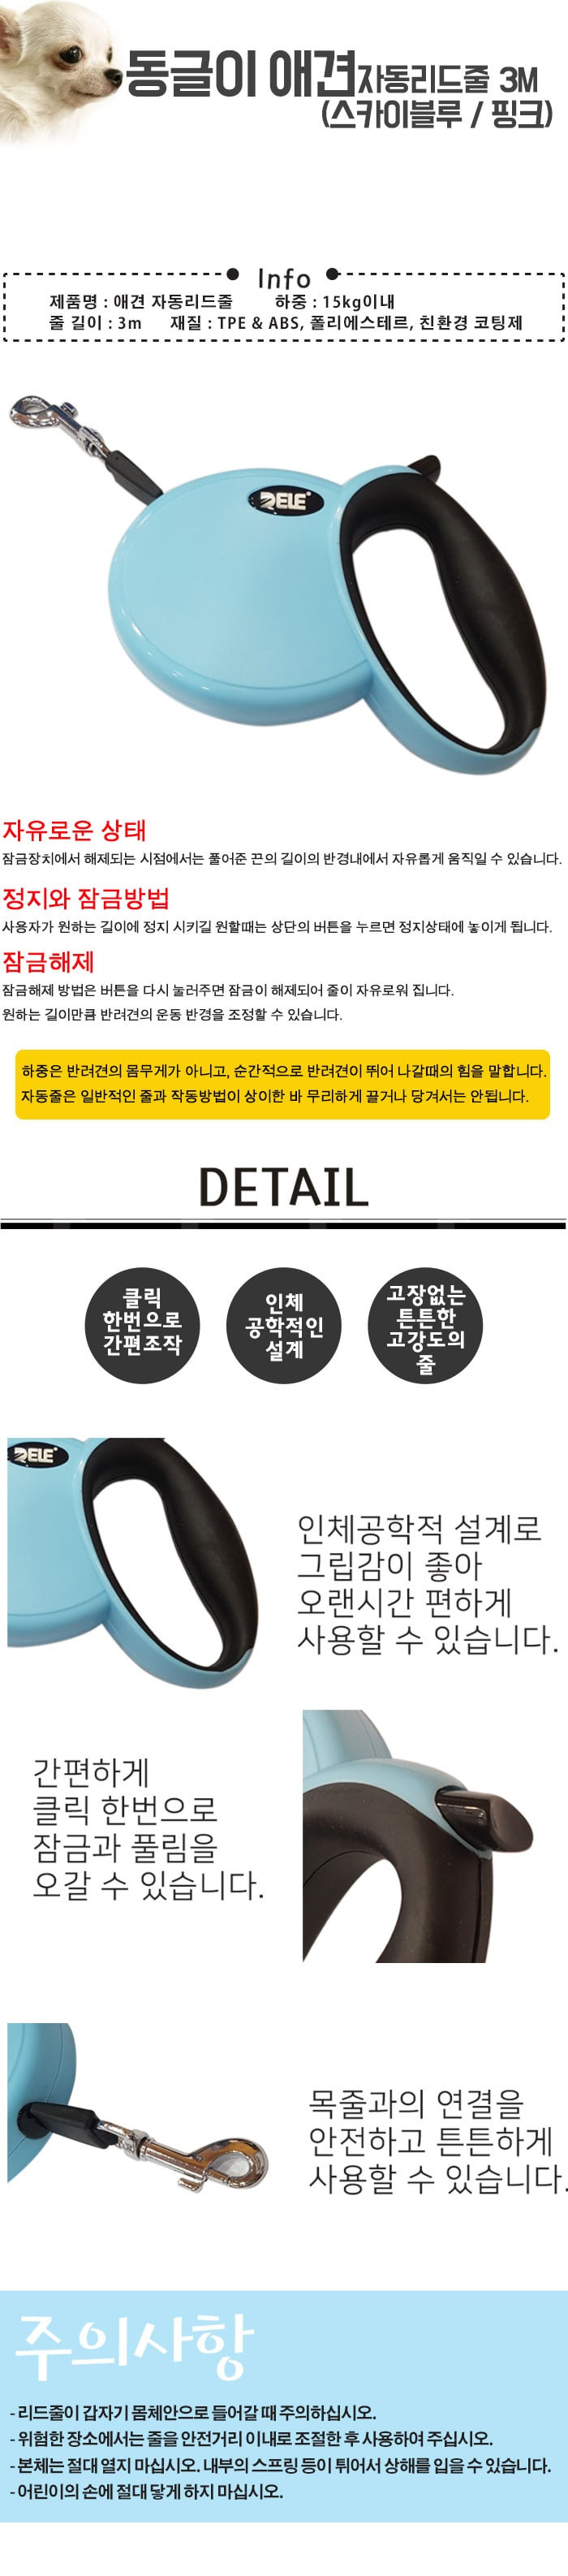 동글이 애견자동리드줄 3M
(스카이블루 / 핑크)
Info
제품명 : 애견 자동리드줄 하중 : 15kg이내
줄 길이 : 3m 재질 : TPE & ABS, 폴리에스테르, 친환경 코팅제
RELE
자유로운 상태
잠금장치에서 해제되는 시점에서는 풀어준 끈의 길이의 반경내에서 자유롭게 움직일 수 있습니다.
정지와 잠금방법
사용자가 원하는 길이에 정지 시키길 원할때는 상단의 버튼을 누르면 정지상태에 놓이게 됩니다.
잠금해제
잠금해제 방법은 버튼을 다시 눌러주면 잠금이 해제되어 줄이 자유로워 집니다.
원하는 길이만큼 반려견의 운동 반경을 조정할 수 있습니다.
하중은 반려견의 몸무게가 아니고, 순간적으로 반려견이 뛰어 나갈때의 힘을 말합니다.
자동줄은 일반적인 줄과 작동방법이 상이한 바 무리하게 끌거나 당겨서는 안됩니다.
DETAIL
클릭
한번으로
간편조작
인체
공학적인
설계
고장없는
튼튼한
고강도의
줄
RELE
인체공학적 설계로
그립감이 좋아
오랜시간 편하게
사용할 수 있습니다.
간편하게
클릭 한번으로
잠금과 풀림을
오갈 수 있습니다.
목줄과의 연결을
안전하고 튼튼하게
사용할 수 있습니다.
주의사항
- 리드줄이 갑자기 몸체안으로 들어갈 때 주의하십시오.
- 위험한 장소에서는 줄을 안전거리 이내로 조절한 후 사용하여 주십시오.
- 본체는 절대 열지 마십시오. 내부의 스프링 등이 튀어서 상해를 입을 수 있습니다.
- 어린이의 손에 절대 닿게 하지 마십시오.